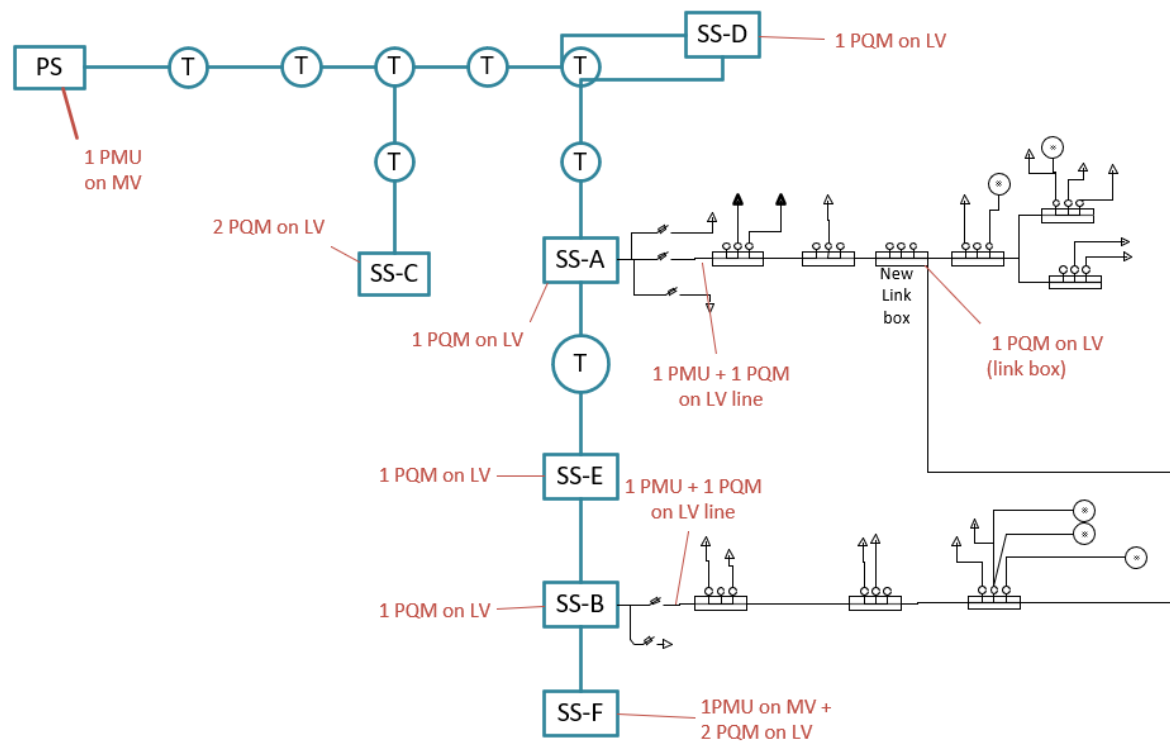 SS-D
1 PQM on LV
PS
T
T
T
T
T
1 PMU
on MV
T
T
2 PQM on LV
SS-C
SS-A
New
Link
box
1 PQM on LV
1 PQM on LV
(link box)
T
1 PMU + 1 PQM
on LV line
1 PQM on LV
SS-E
1 PMU + 1 PQM
on LV line
1 PQM on LV
SS-B
SS-F
1PMU on MV +
2 PQM on LV